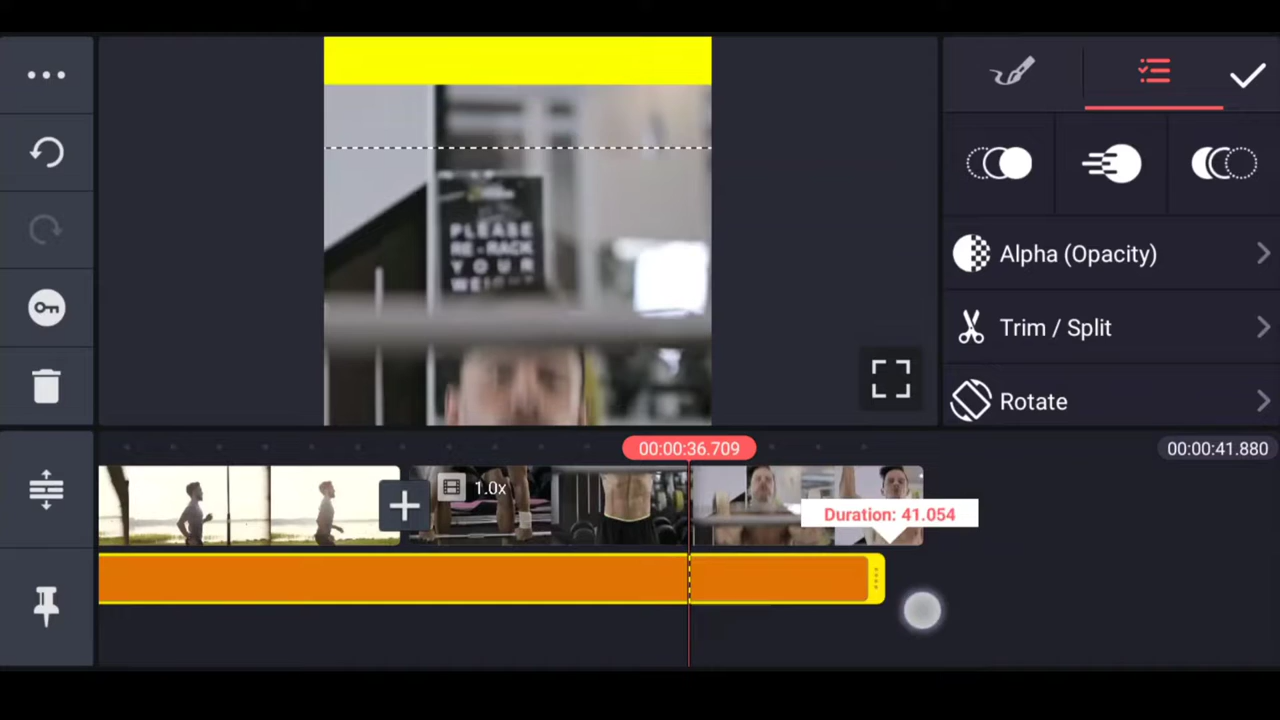 PLEASE
RE-RACK
YOUR
WEIGHT
Alpha (Opacity)
Trim / Split
Rotate
00:00:36.709
00:00:41.880
1.0x
Duration: 41.054